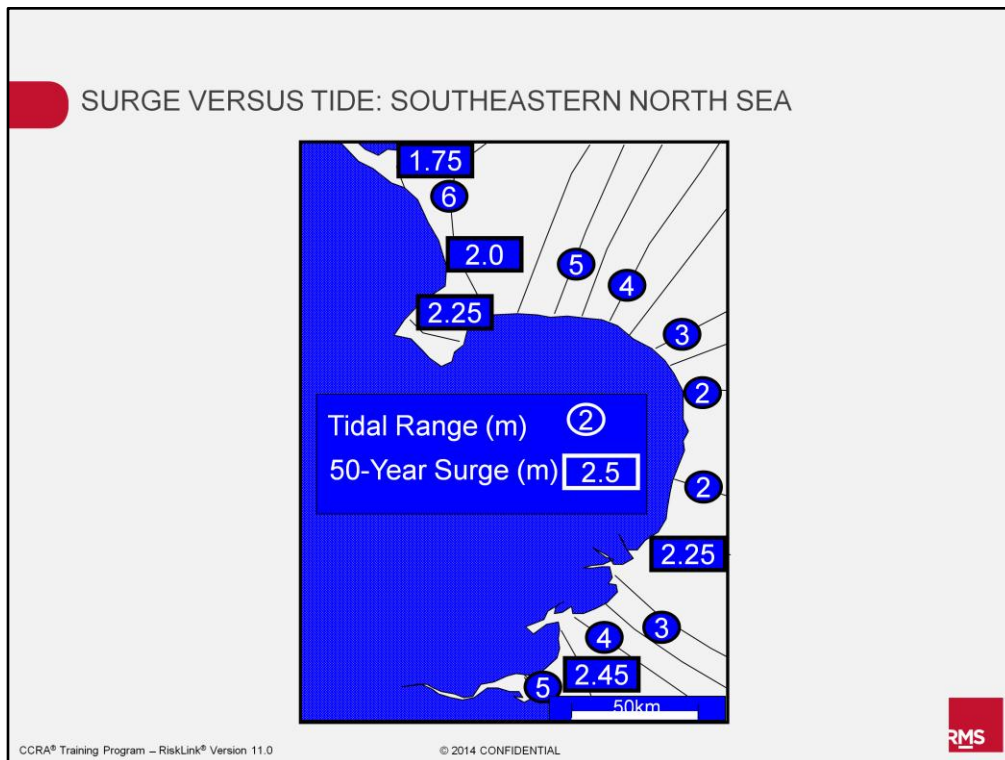 SURGE VERSUS TIDE: SOUTHEASTERN NORTH SEA
1.75
6
2.0
5
4
2.25
3
2
Tidal Range (m) 2
50-Year Surge (m) 2.5
2
2.25
3
4
2.45
5
50km
CCRA® Training Program – RiskLink® Version 11.0
© 2014 CONFIDENTIAL
RMS